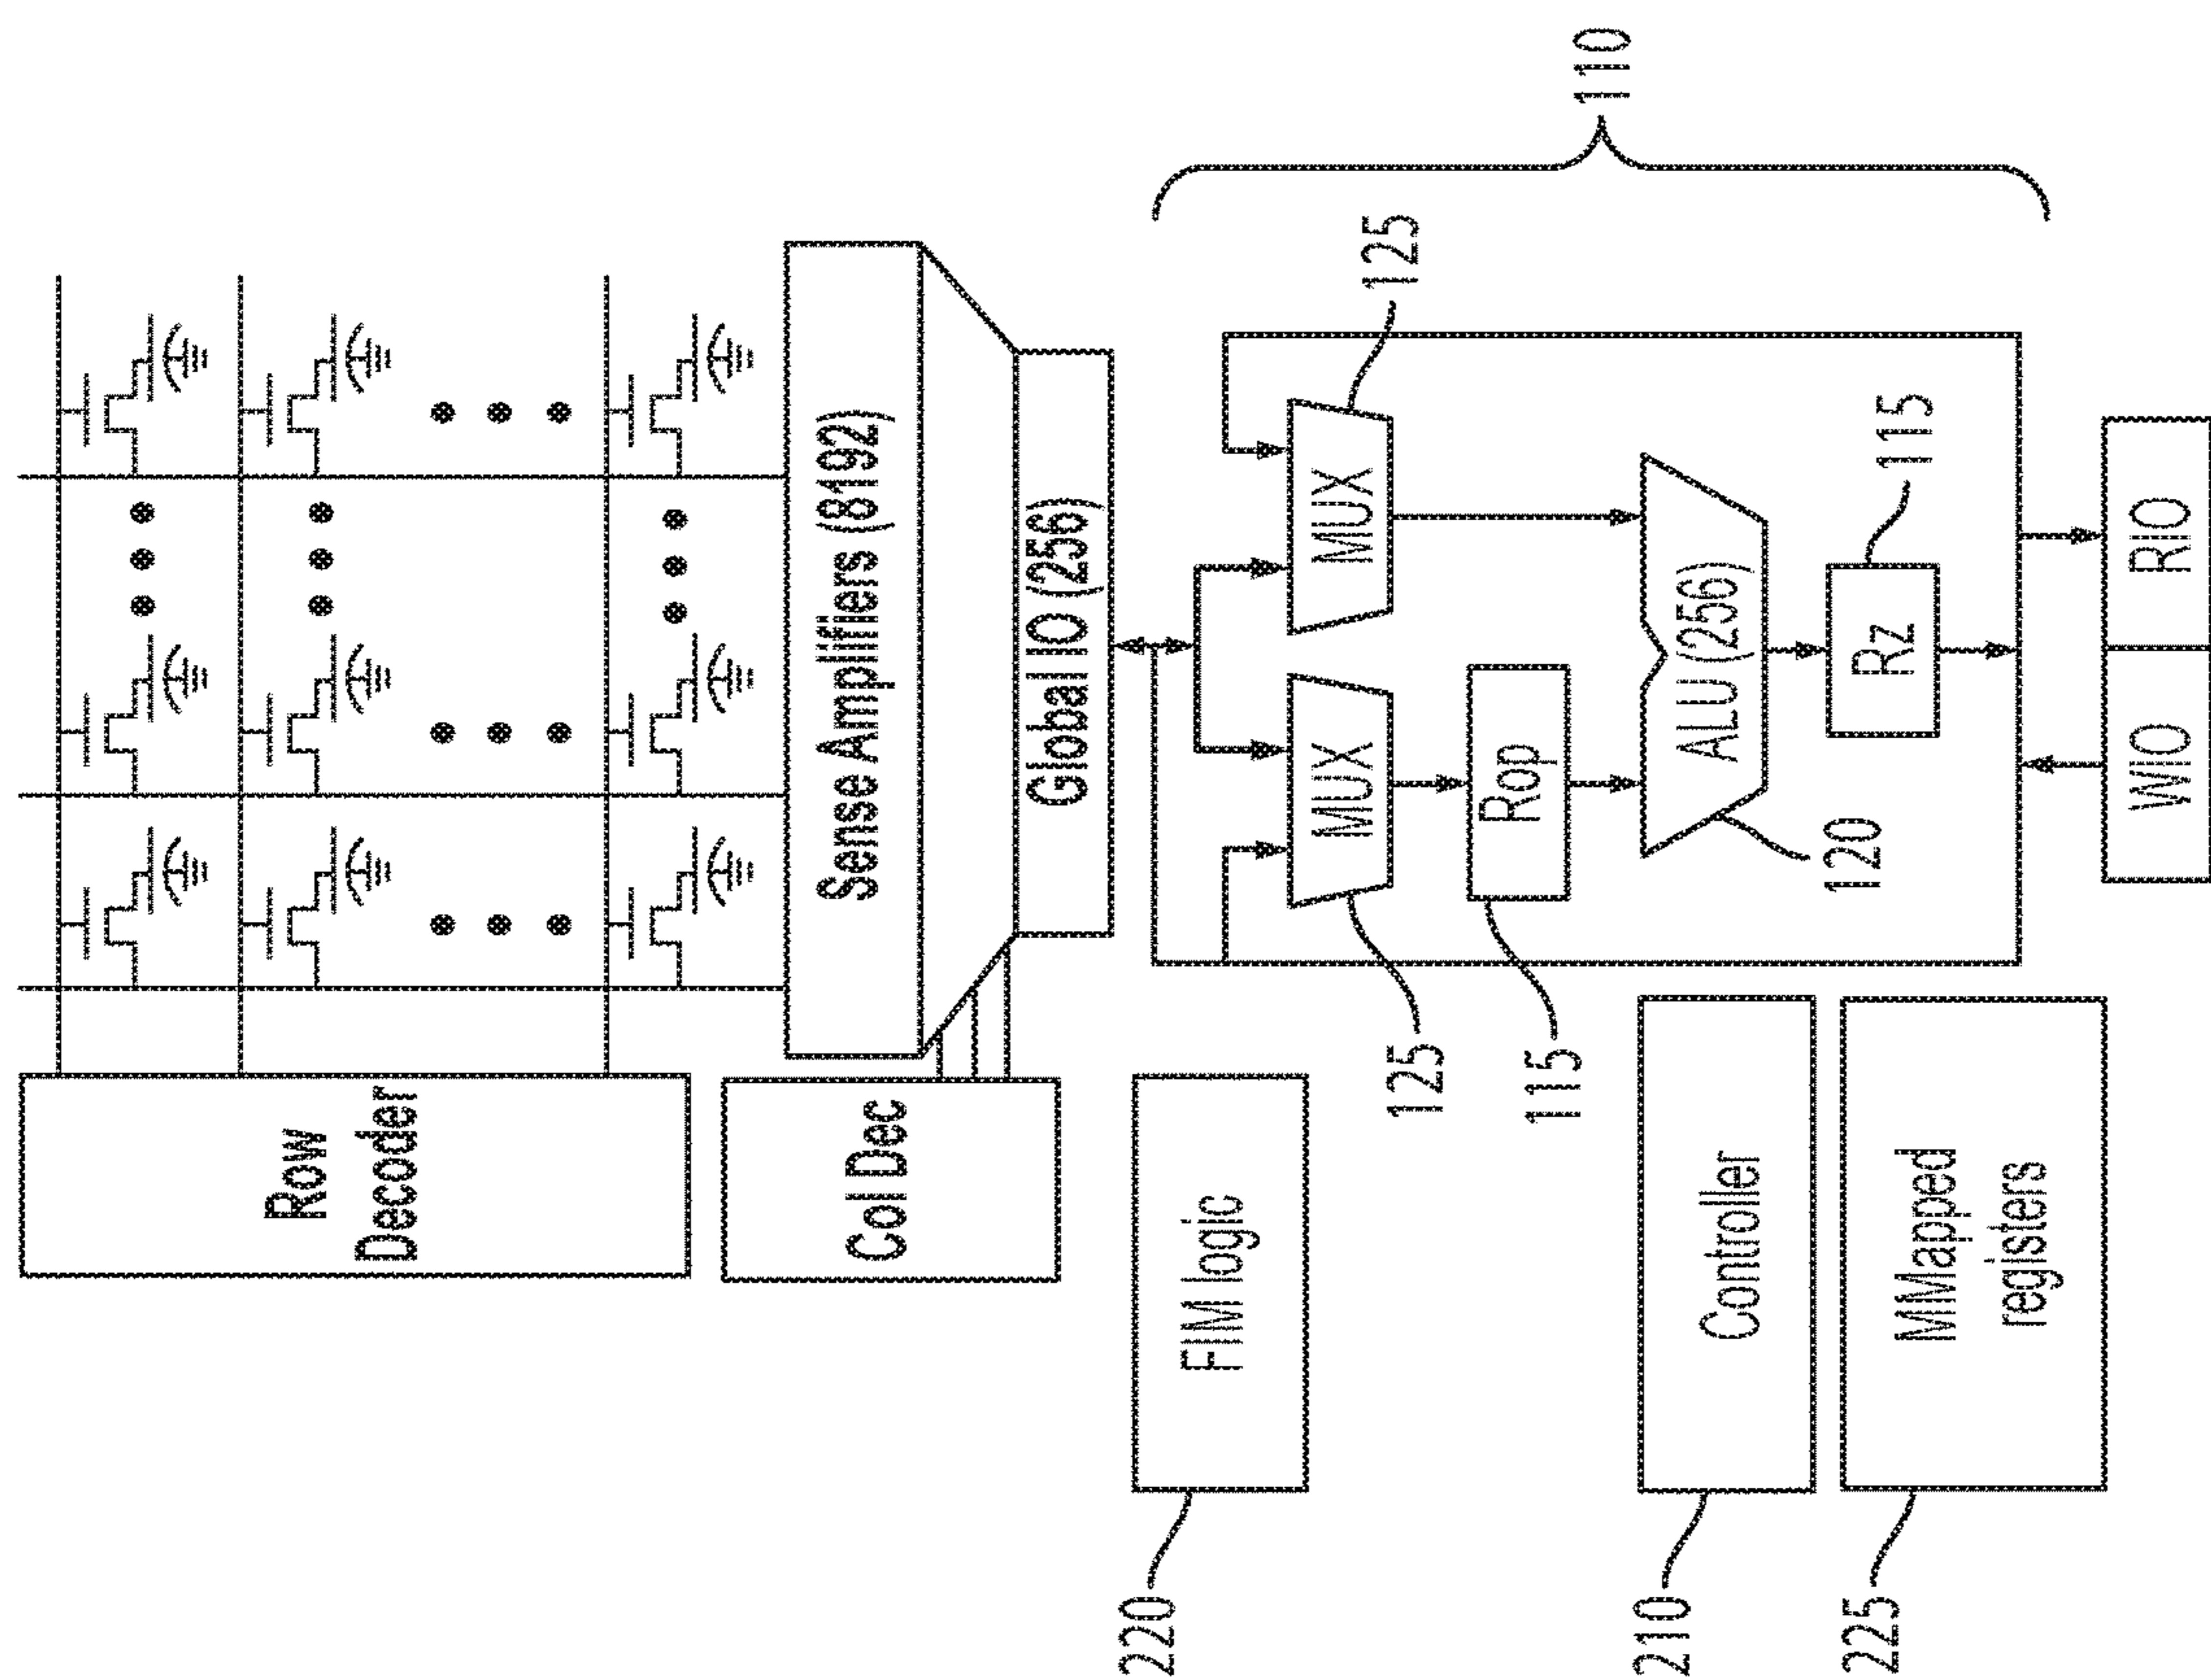 Row
Decoder
Col Dec
Sense Amplifiers (8192)
Global IO (256)
FIM logic
220
MUX
MUX
125
125
110
Rop
115
Controller
210
ALU (256)
120
Rz
115
MMapped
registers
225
WIO
RIO